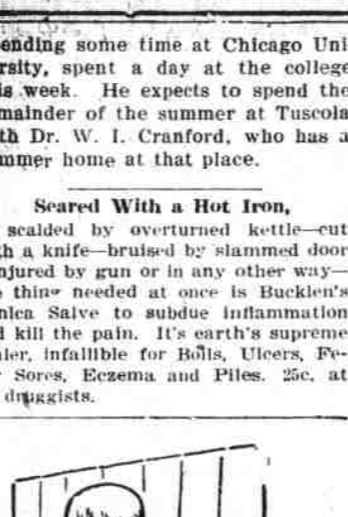 ending some time at Chicago Uni
rsity, spent a day at the college
is week. He expects to spend the
mainder of the summer at Tuscola
th Dr. W. I. Cranford, who has a
mmer home at that place.
Seared With a Hot Iron,
scalded by overturned kettle—cut
th a knife—bruised by slammed door
njured by gun or in any other way—
e thing needed at once is Bucklen's
nica Salve to subdue inflammation
d kill the pain. It's earth's supreme
ler, infallible for Boils, Ulcers, Fe-
r Sores, Eczema and Piles. 25c, at
druggists.